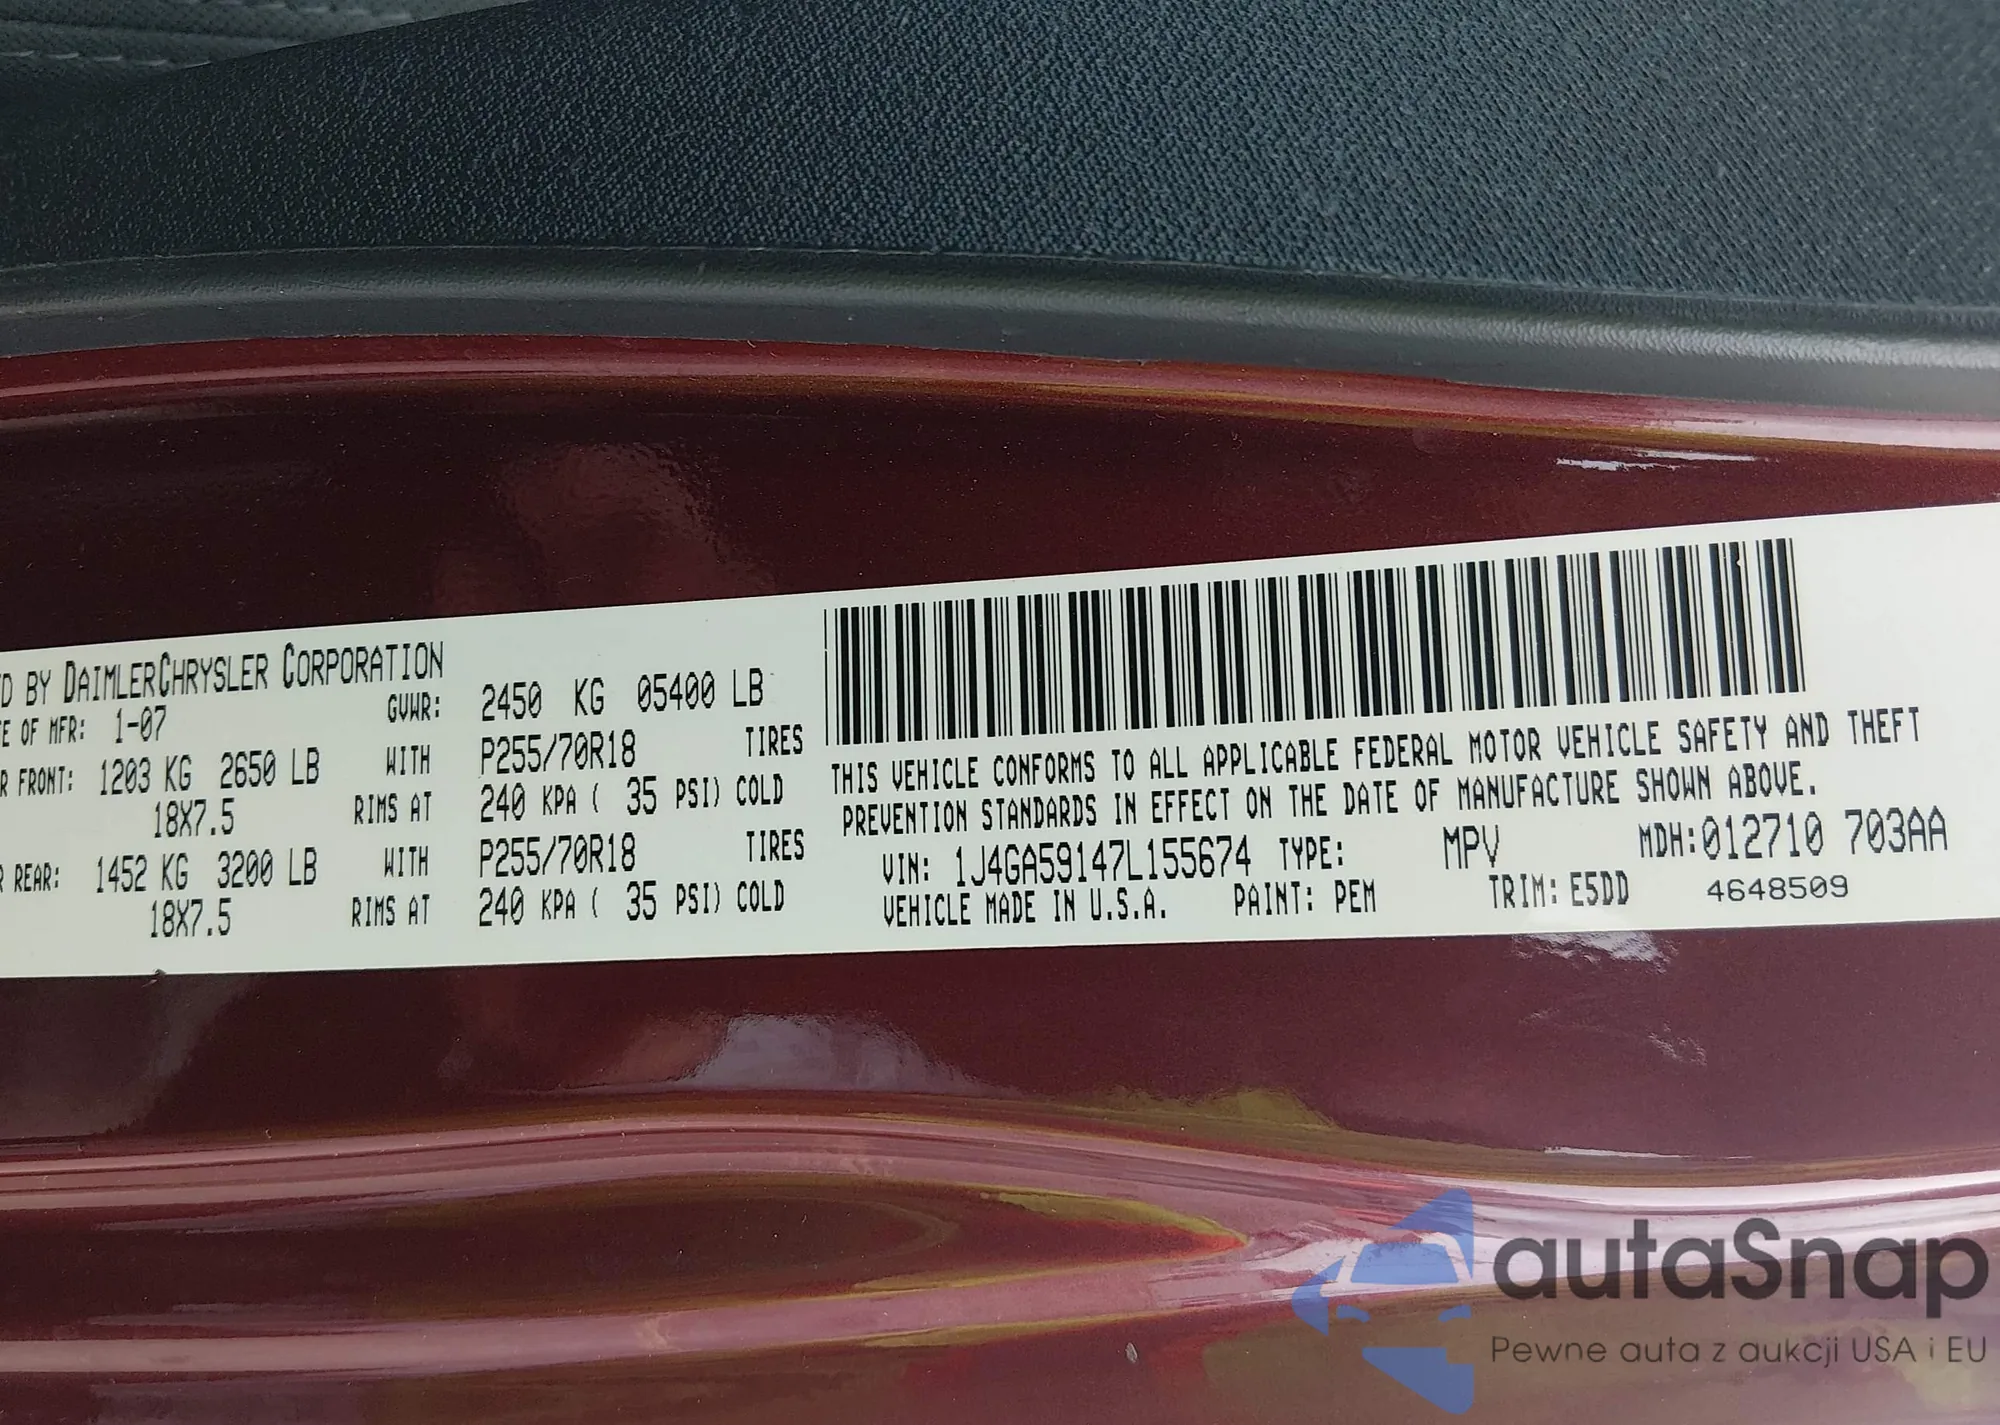 D BY DAIMLERCHRYSLER CORPORATION
E OF MFR: 1-07 GVWR: 2450 KG 05400 LB
R FRONT: 1203 KG 2650 LB WITH P255/70R18 TIRES
18X7.5 RIMS AT 240 KPA ( 35 PSI) COLD
R REAR: 1452 KG 3200 LB WITH P255/70R18 TIRES
18X7.5 RIMS AT 240 KPA ( 35 PSI) COLD
THIS VEHICLE CONFORMS TO ALL APPLICABLE FEDERAL MOTOR VEHICLE SAFETY AND THEFT
PREVENTION STANDARDS IN EFFECT ON THE DATE OF MANUFACTURE SHOWN ABOVE.
VIN: 1J4GA59147L155674 TYPE: MPV MDH:012710 703AA
VEHICLE MADE IN U.S.A. PAINT: PEM TRIM: E5DD 4648509
autaSnap
Pewne auta z aukcji USA i EU